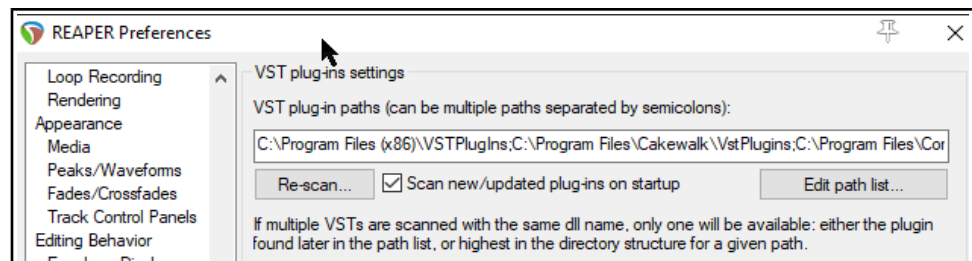 REAPER Preferences
Loop Recording
Rendering
Appearance
Media
Peaks/Waveforms
Fades/Crossfades
Track Control Panels
Editing Behavior
VST plug-ins settings
VST plug-in paths (can be multiple paths separated by semicolons):
C:\Program Files (x86)\VSTPlugIns;C:\Program Files\Cakewalk\VstPlugins;C:\Program Files\Cor
Re-scan...
Scan new/updated plug-ins on startup
Edit path list...
If multiple VSTs are scanned with the same dll name, only one will be available: either the plugin
found later in the path list, or highest in the directory structure for a given path.